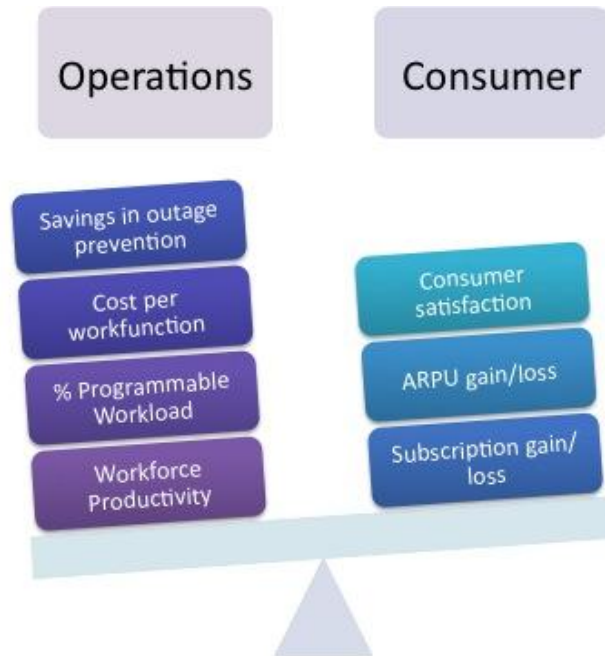 Operations
Consumer
Savings in outage
prevention
Cost per
workfunction
% Programmable
Workload
Workforce
Productivity
Consumer
satisfaction
ARPU gain/loss
Subscription gain/
loss